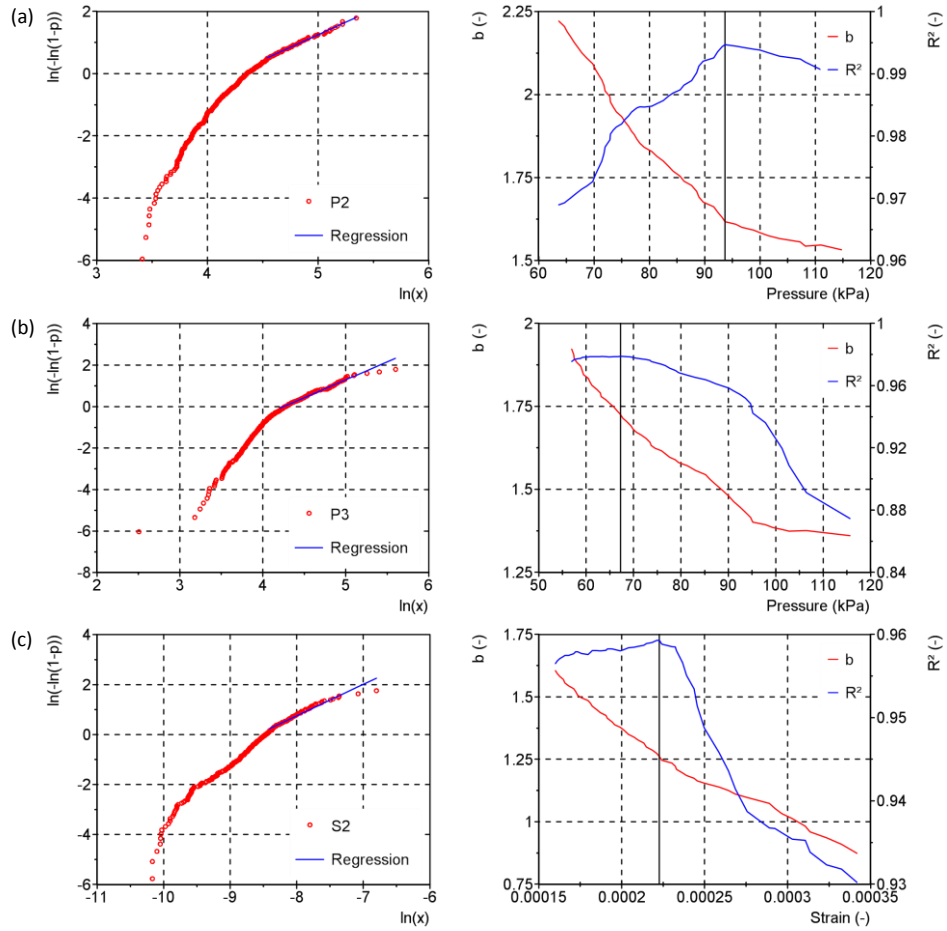 (a)
ln(-ln(1-p))
2
0
-2
-4
-6
3
4
5
6
ln(x)
P2
Regression
b (-)
2.25
2
1.75
1.5
60
70
80
90
100
110
120
Pressure (kPa)
R² (-)
1
0.99
0.98
0.97
0.96
b
R²
(b)
ln(-ln(1-p))
4
2
0
-2
-4
-6
-8
2
3
4
5
6
ln(x)
P3
Regression
b (-)
2
1.75
1.5
1.25
50
60
70
80
90
100
110
120
Pressure (kPa)
R² (-)
1
0.96
0.92
0.88
0.84
b
R²
(c)
ln(-ln(1-p))
4
2
0
-2
-4
-6
-11
-10
-9
-8
-7
-6
ln(x)
S2
Regression
b (-)
1.75
1.5
1.25
1
0.75
0.00015
0.0002
0.00025
0.0003
0.00035
Strain (-)
R² (-)
0.96
0.95
0.94
0.93
b
R²